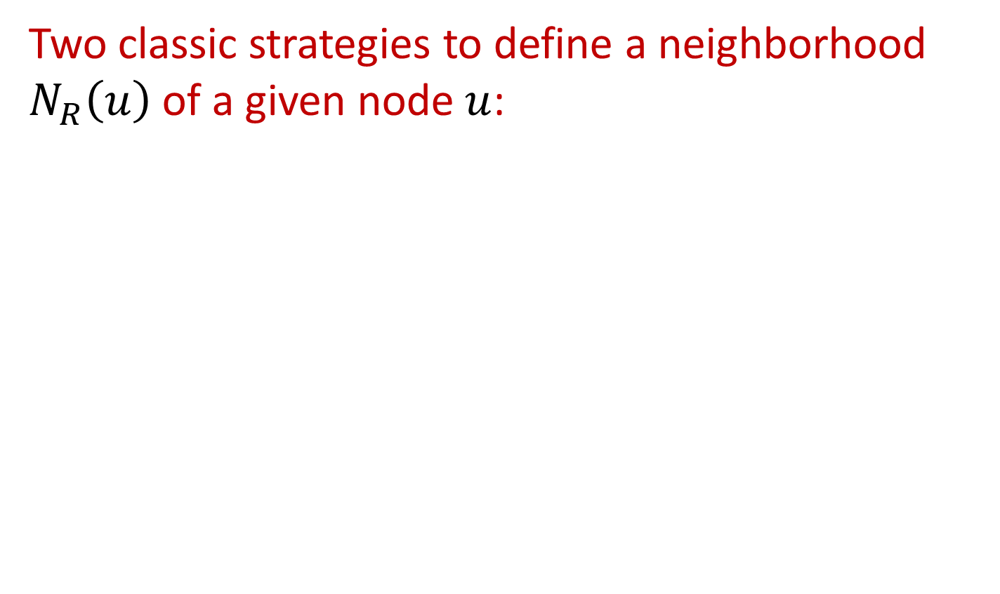 Two classic strategies to define a neighborhood
$N_R(u)$ of a given node $u$: